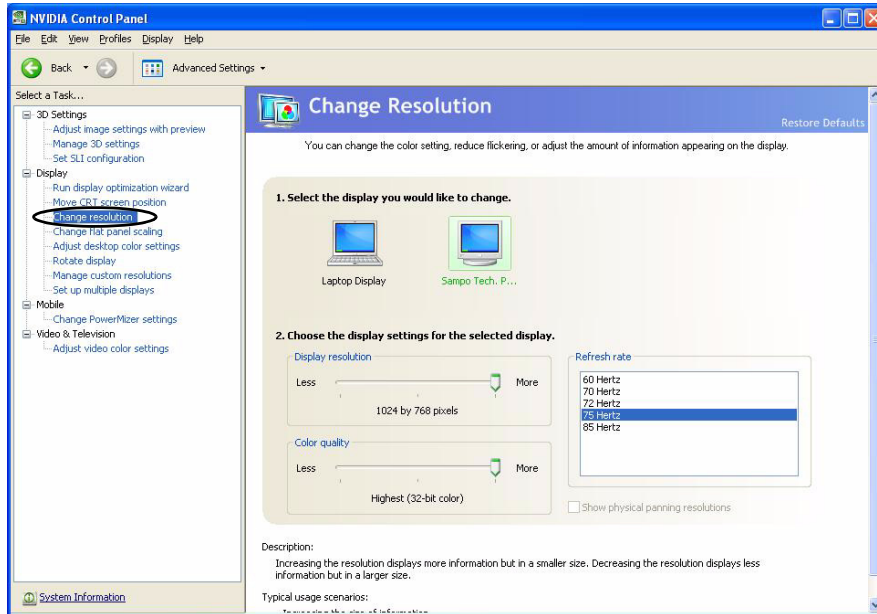 NVIDIA Control Panel
File Edit View Profiles Display Help
Back Advanced Settings
Select a Task...
3D Settings
Adjust image settings with preview
Manage 3D settings
Set SLI configuration
Display
Run display optimization wizard
Move CRT screen position
Change resolution
Change flat panel scaling
Adjust desktop color settings
Rotate display
Manage custom resolutions
Set up multiple displays
Mobile
Change PowerMizer settings
Video & Television
Adjust video color settings
System Information
Change Resolution
Restore Defaults
You can change the color setting, reduce flickering, or adjust the amount of information appearing on the display.
1. Select the display you would like to change.
Laptop Display
Sampo Tech. P...
2. Choose the display settings for the selected display.
Display resolution
Less More
1024 by 768 pixels
Color quality
Less More
Highest (32-bit color)
Refresh rate
60 Hertz
70 Hertz
72 Hertz
75 Hertz
85 Hertz
Show physical panning resolutions
Description:
Increasing the resolution displays more information but in a smaller size. Decreasing the resolution displays less
information but in a larger size.
Typical usage scenarios:
Increasing the size of information